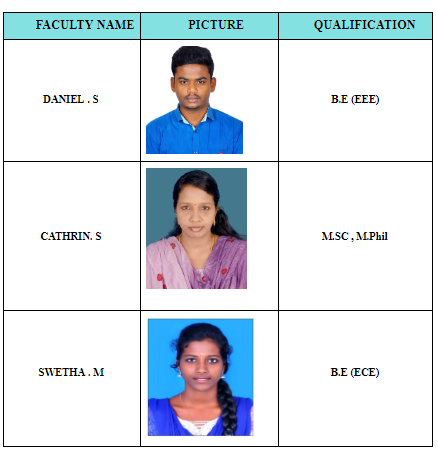 FACULTY NAME PICTURE QUALIFICATION
DANIEL . S B.E (EEE)
CATHRIN. S M.SC , M.Phil
SWETHA . M B.E (ECE)